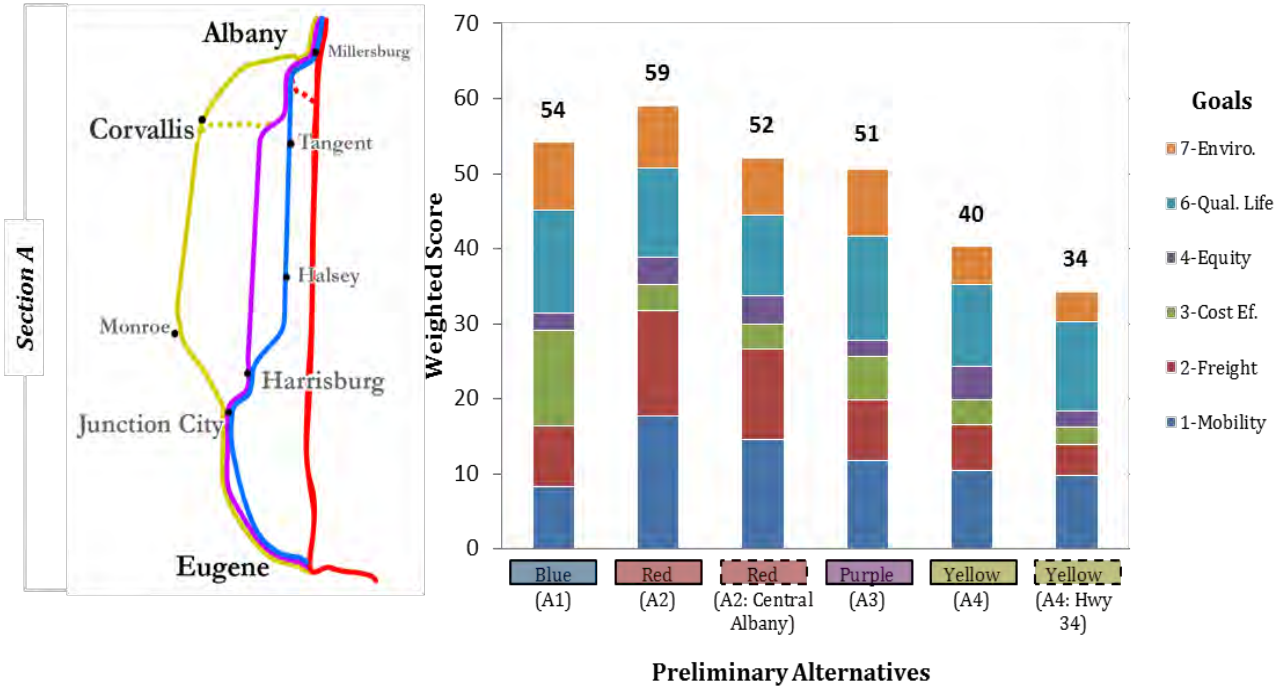 Section A
Albany
Millersburg
Corvallis
Tangent
Halsey
Monroe
Harrisburg
Junction City
Eugene
Weighted Score
70
60
50
40
30
20
10
0
54
59
52
51
40
34
Blue
(A1)
Red
(A2)
Red
(A2: Central
Albany)
Purple
(A3)
Yellow
(A4)
Yellow
(A4: Hwy
34)
Preliminary Alternatives
Goals
7-Enviro.
6-Qual. Life
4-Equity
3-Cost Ef.
2-Freight
1-Mobility